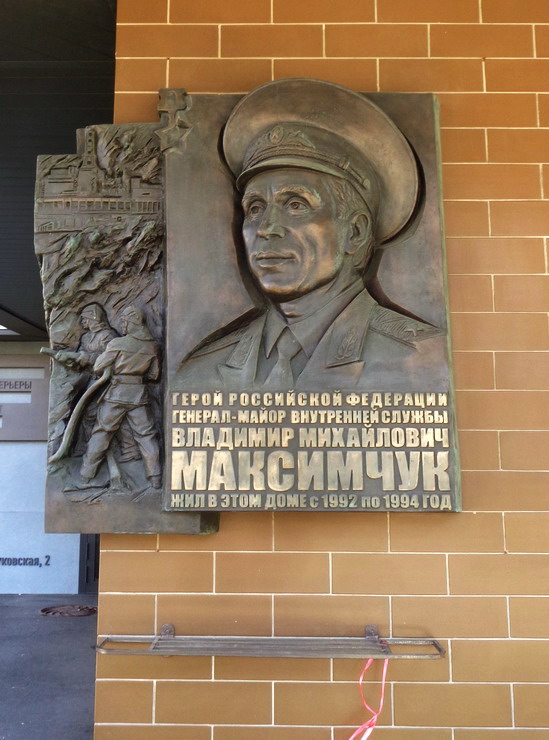 ГЕРОЙ РОССИЙСКОЙ ФЕДЕРАЦИИ
ГЕНЕРАЛ-МАЙОР ВНУТРЕННЕЙ СЛУЖБЫ
ВЛАДИМИР МИХАЙЛОВИЧ
МАКСИМЧУК
ЖИЛ В ЭТОМ ДОМЕ С 1992 ПО 1994 ГОД